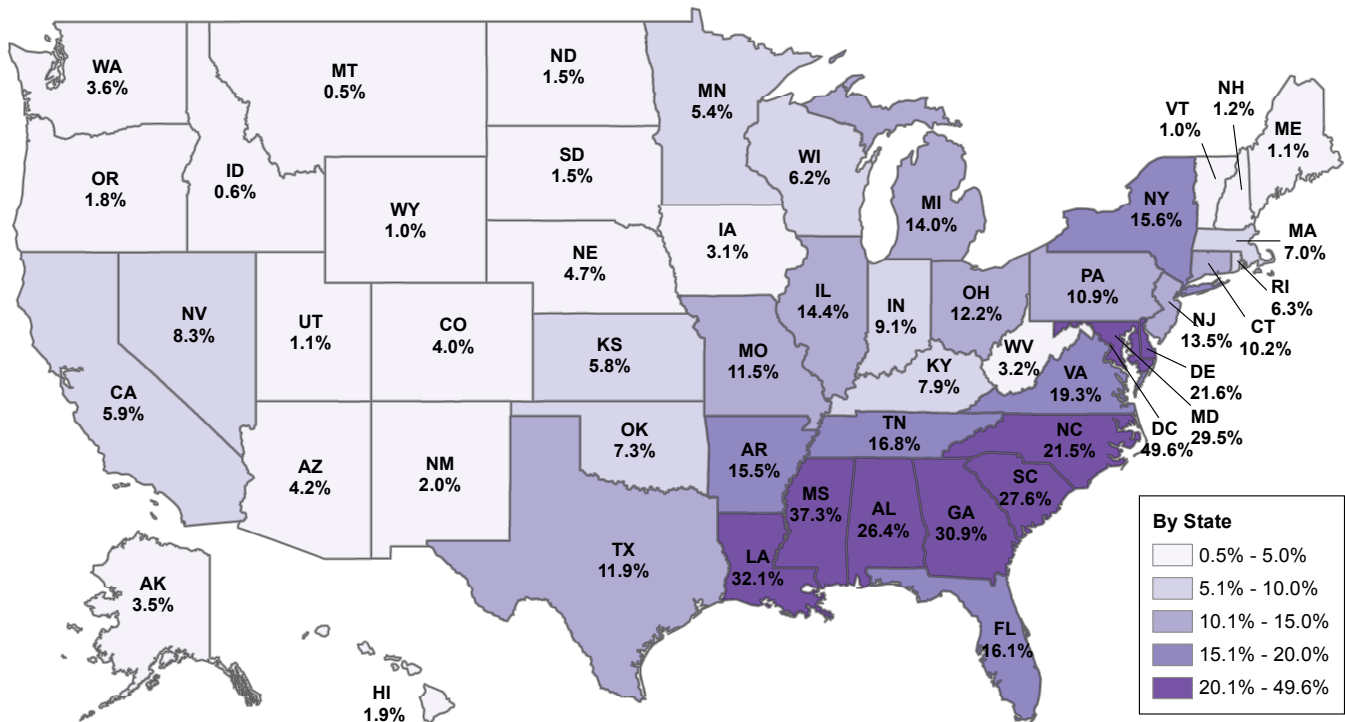 WA
3.6%
MT
0.5%
ND
1.5%
MN
5.4%
NH
1.2%
VT
1.0%
ME
1.1%
OR
1.8%
ID
0.6%
SD
1.5%
WI
6.2%
MI
14.0%
NY
15.6%
WY
1.0%
IA
3.1%
MA
7.0%
NE
4.7%
PA
10.9%
RI
6.3%
NV
8.3%
UT
1.1%
CO
4.0%
IL
14.4%
IN
9.1%
OH
12.2%
NJ
13.5%
CT
10.2%
KS
5.8%
MO
11.5%
WV
3.2%
KY
7.9%
VA
19.3%
DE
21.6%
CA
5.9%
MD
29.5%
DC
49.6%
OK
7.3%
AR
15.5%
TN
16.8%
NC
21.5%
AZ
4.2%
NM
2.0%
MS
37.3%
AL
26.4%
GA
30.9%
SC
27.6%
TX
11.9%
LA
32.1%
AK
3.5%
FL
16.1%
HI
1.9%
By State
0.5% - 5.0%
5.1% - 10.0%
10.1% - 15.0%
15.1% - 20.0%
20.1% - 49.6%